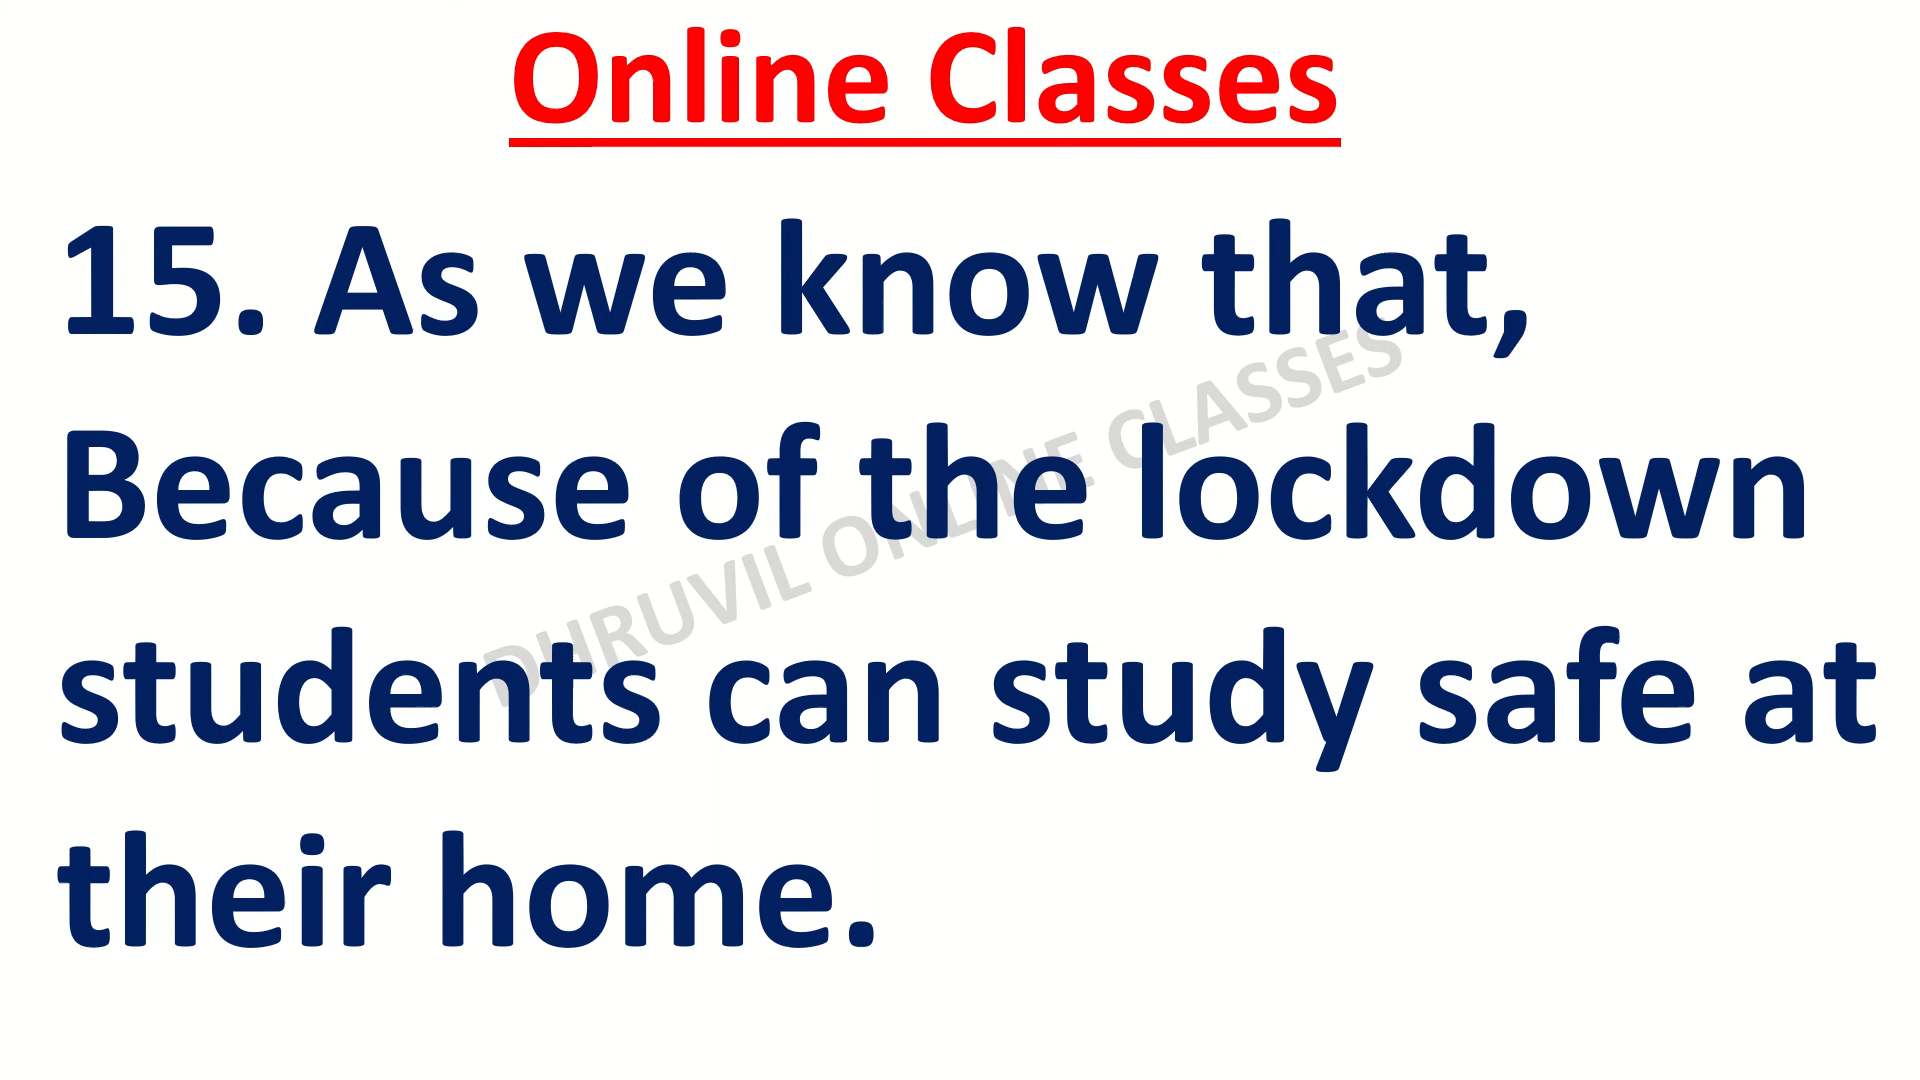 Online Classes
15. As we know that,
Because of the lockdown
students can study safe at
their home.
DHRUVIL ONLINE CLASSES